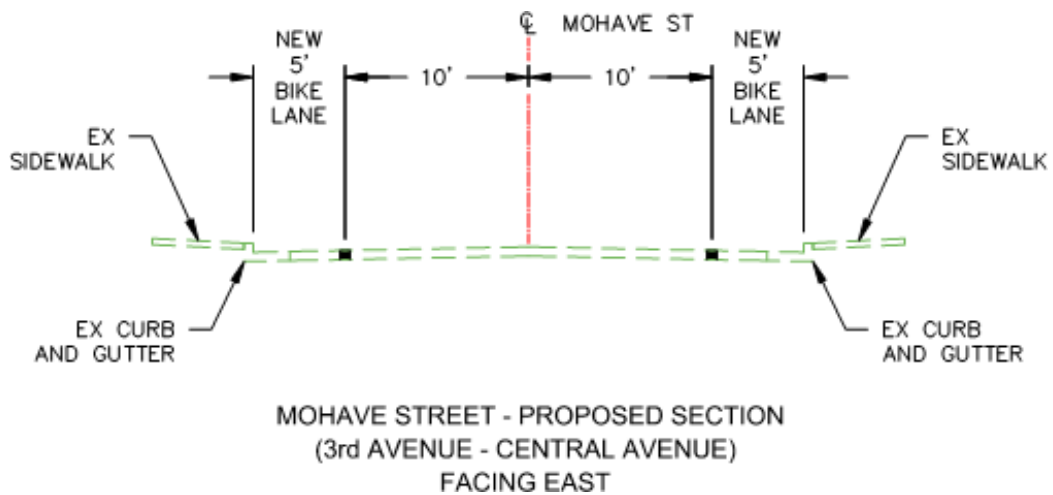 ℄ MOHAVE ST
NEW
5'
BIKE
LANE
10'
10'
NEW
5'
BIKE
LANE
EX
SIDEWALK
EX
SIDEWALK
EX CURB
AND GUTTER
EX CURB
AND GUTTER
MOHAVE STREET - PROPOSED SECTION
(3rd AVENUE - CENTRAL AVENUE)
FACING EAST